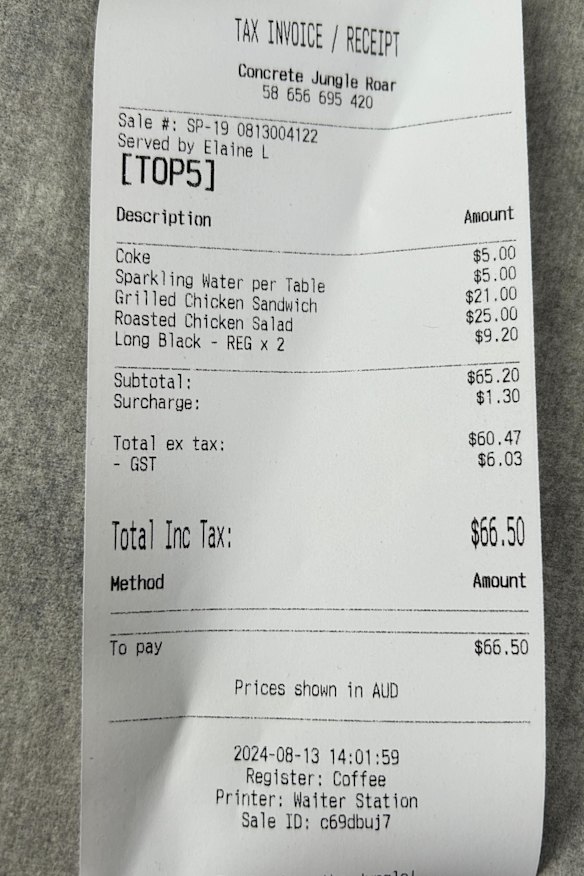 TAX INVOICE / RECEIPT
Concrete Jungle Roar
58 656 695 420
Sale #: SP-19 0813004122
Served by Elaine L
[TOP5]
Description Amount
Coke $5.00
Sparkling Water per Table $5.00
Grilled Chicken Sandwich $21.00
Roasted Chicken Salad $25.00
Long Black - REG x 2 $9.20
Subtotal: $65.20
Surcharge: $1.30
Total ex tax: $60.47
- GST $6.03
Total Inc Tax: $66.50
Method Amount
To pay $66.50
Prices shown in AUD
2024-08-13 14:01:59
Register: Coffee
Printer: Waiter Station
Sale ID: c69dbuj7